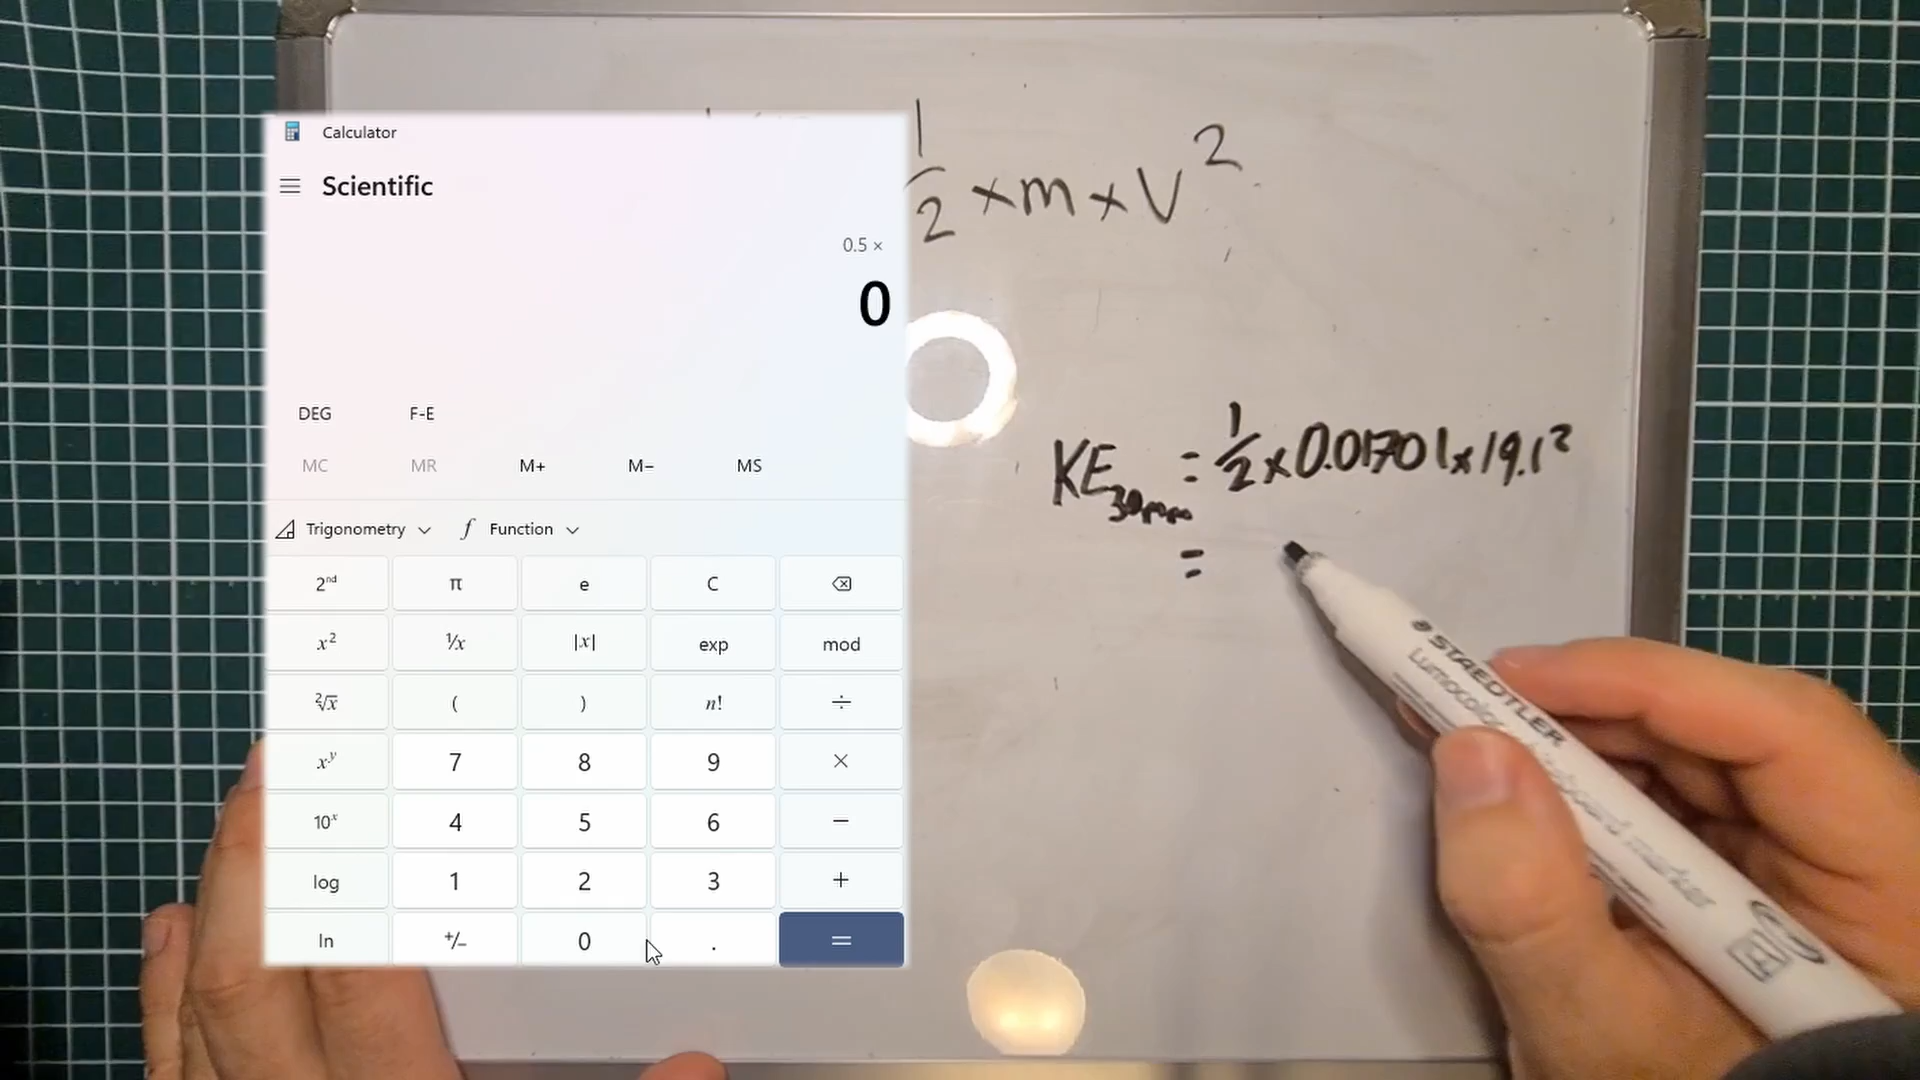 Calculator
Scientific
0.5 ×
0
DEG F-E
MC MR M+ M− MS
Trigonometry f Function
2ⁿᵈ π e C
x² ¹/x |x| exp mod
²√x ( ) n! ÷
xʸ 7 8 9 ×
10ˣ 4 5 6 −
log 1 2 3 +
ln +/− 0 . =
1/2 × m × V²
KE30mm = 1/2 × 0.01701 × 19.1²
=
STAEDTLER
Lumocolor